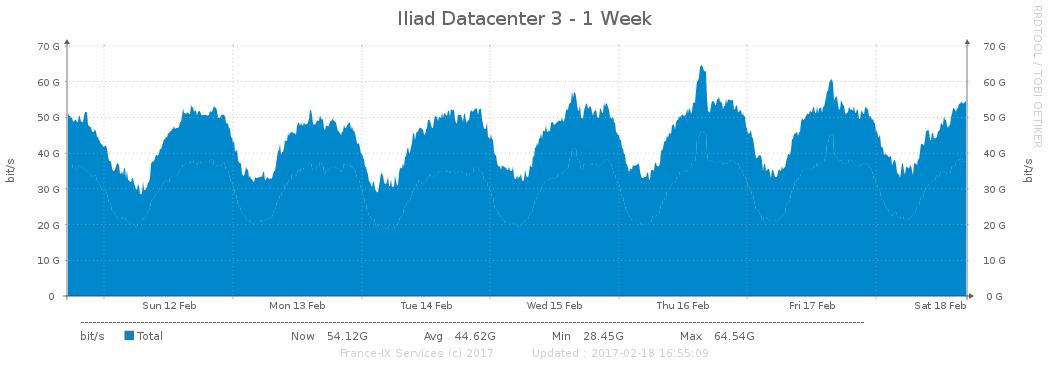 Iliad Datacenter 3 - 1 Week
RRDTOOL / TOBI OETIKER
bit/s
70 G
60 G
50 G
40 G
30 G
20 G
10 G
0
70 G
60 G
50 G
40 G
30 G
20 G
10 G
0 G
bit/s
Sun 12 Feb Mon 13 Feb Tue 14 Feb Wed 15 Feb Thu 16 Feb Fri 17 Feb Sat 18 Feb
bit/s Total Now 54.12G Avg 44.62G Min 28.45G Max 64.54G
France-IX Services (c) 2017 Updated : 2017-02-18 16:55:09